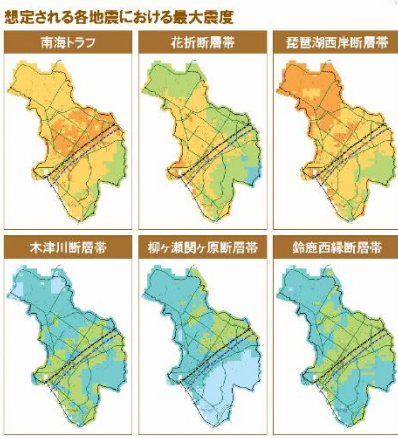 想定される各地震における最大震度
南海トラフ
花折断層帯
琵琶湖西岸断層帯
木津川断層帯
柳ヶ瀬関ヶ原断層帯
鈴鹿西縁断層帯